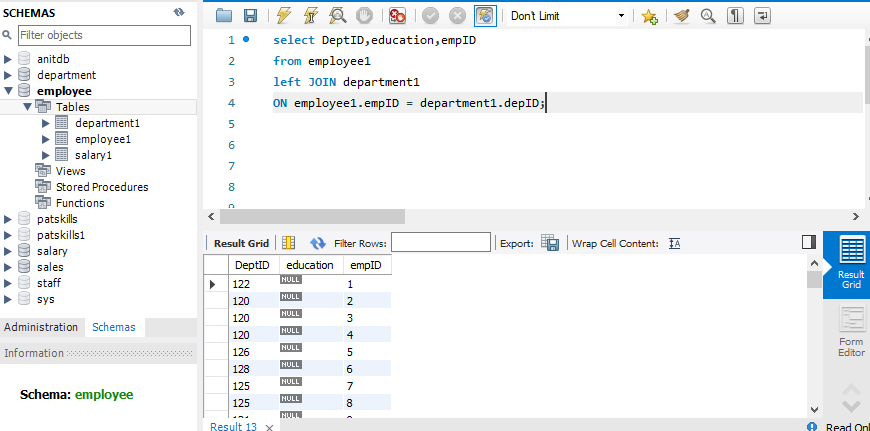 SCHEMAS
Filter objects
anitdb
department
employee
Tables
department1
employee1
salary1
Views
Stored Procedures
Functions
patskills
patskills1
salary
sales
staff
sys
Administration Schemas
Information
Schema: employee
Don't Limit
1 select DeptID,education,empID
2 from employee1
3 left JOIN department1
4 ON employee1.empID = department1.depID;
5
6
7
8
Result Grid Filter Rows: Export: Wrap Cell Content:
DeptID education empID
122 NULL 1
120 NULL 2
120 NULL 3
120 NULL 4
126 NULL 5
128 NULL 6
125 NULL 7
125 NULL 8
Result 13
Result
Grid
Form
Editor
Read Onl